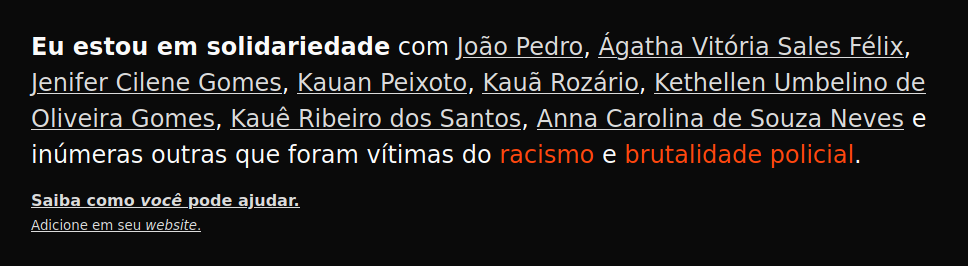 Eu estou em solidariedade com João Pedro, Ágatha Vitória Sales Félix,
Jenifer Cilene Gomes, Kauan Peixoto, Kauã Rozário, Kethellen Umbelino de
Oliveira Gomes, Kauê Ribeiro dos Santos, Anna Carolina de Souza Neves e
inúmeras outras que foram vítimas do racismo e brutalidade policial.
Saiba como você pode ajudar.
Adicione em seu website.